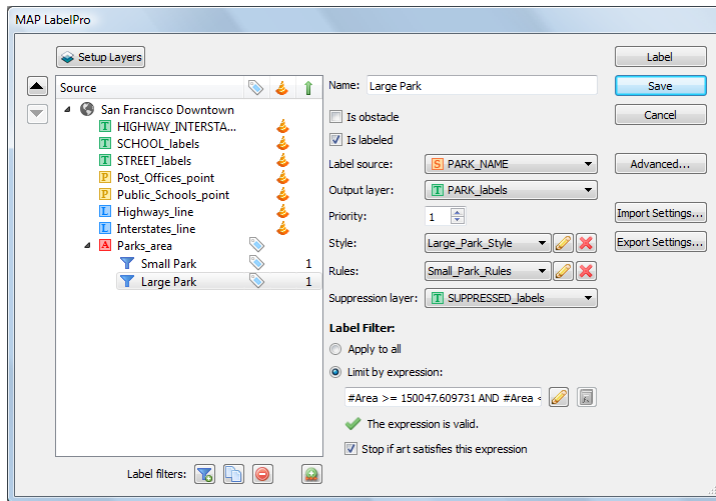 MAP LabelPro
Setup Layers
Source
San Francisco Downtown
T HIGHWAY_INTERSTA...
T SCHOOL_labels
T STREET_labels
P Post_Offices_point
P Public_Schools_point
L Highways_line
L Interstates_line
A Parks_area
Small Park 1
Large Park 1
Label filters:
Name: Large Park
Is obstacle
Is labeled
Label source: S PARK_NAME
Output layer: T PARK_labels
Priority: 1
Style: Large_Park_Style
Rules: Small_Park_Rules
Suppression layer: T SUPPRESSED_labels
Label Filter:
Apply to all
Limit by expression:
#Area >= 150047.609731 AND #Area <
The expression is valid.
Stop if art satisfies this expression
Label
Save
Cancel
Advanced...
Import Settings...
Export Settings...